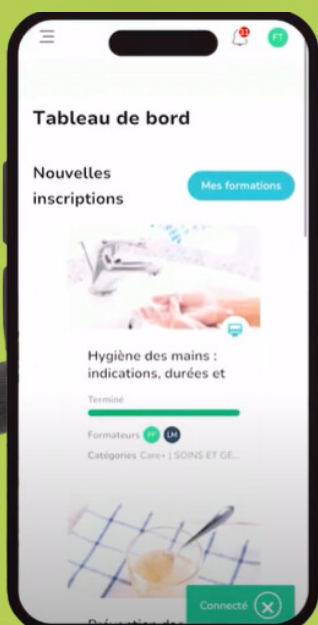 FT
Tableau de bord
Nouvelles
inscriptions
Mes formations
Hygiène des mains :
indications, durées et
Terminé
Formateurs
LM
Catégories Care+ | SOINS ET GE...
Connecté